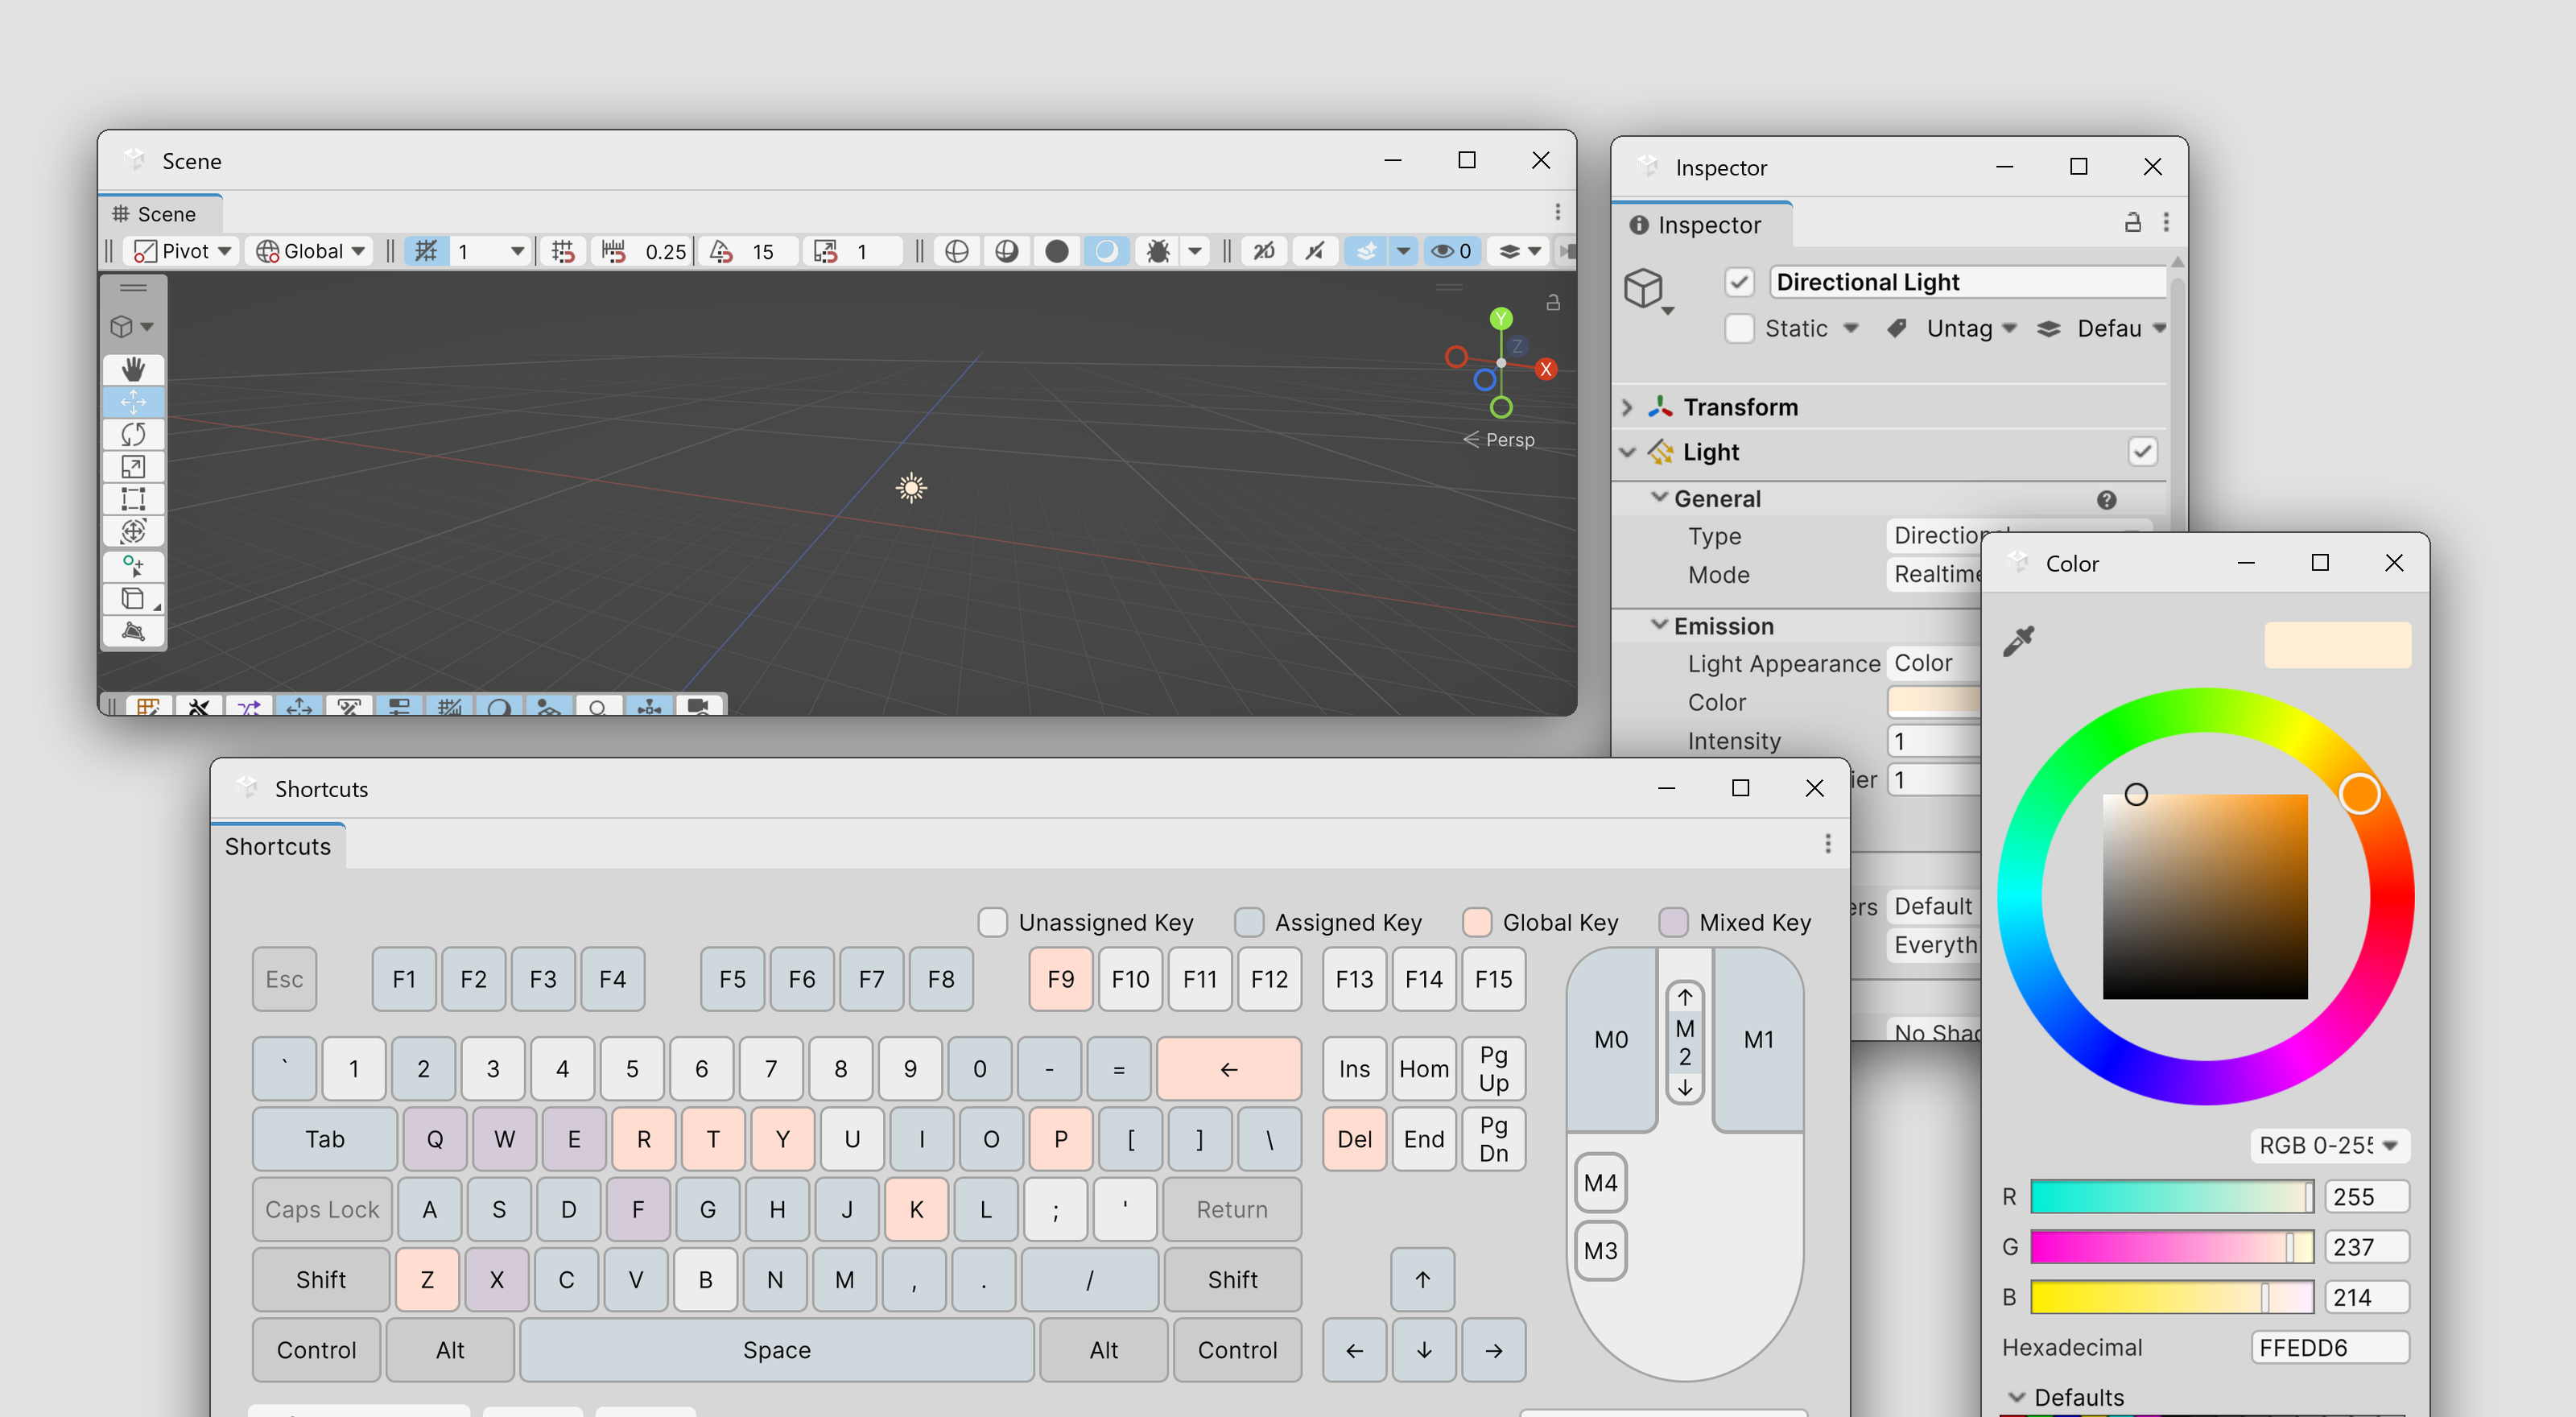 Scene
Scene
Pivot Global 1 0.25 15 1 2D 0
Y
Z
X
Persp
Inspector
Inspector
Directional Light
Static Untag Defau
Transform
Light
General
Type Directional
Mode Realtime
Emission
Light Appearance Color
Color
Intensity 1
ier 1
ers Default
Everyth
No Shad
Color
RGB 0-255
R 255
G 237
B 214
Hexadecimal FFEDD6
Defaults
Shortcuts
Shortcuts
Unassigned Key Assigned Key Global Key Mixed Key
Esc F1 F2 F3 F4 F5 F6 F7 F8 F9 F10 F11 F12 F13 F14 F15
` 1 2 3 4 5 6 7 8 9 0 - = ← Ins Hom Pg Up
Tab Q W E R T Y U I O P [ ] \ Del End Pg Dn
Caps Lock A S D F G H J K L ; ' Return
Shift Z X C V B N M , . / Shift ↑
Control Alt Space Alt Control ← ↓ → 
M0 ↑ M2 ↓ M1
M4
M3